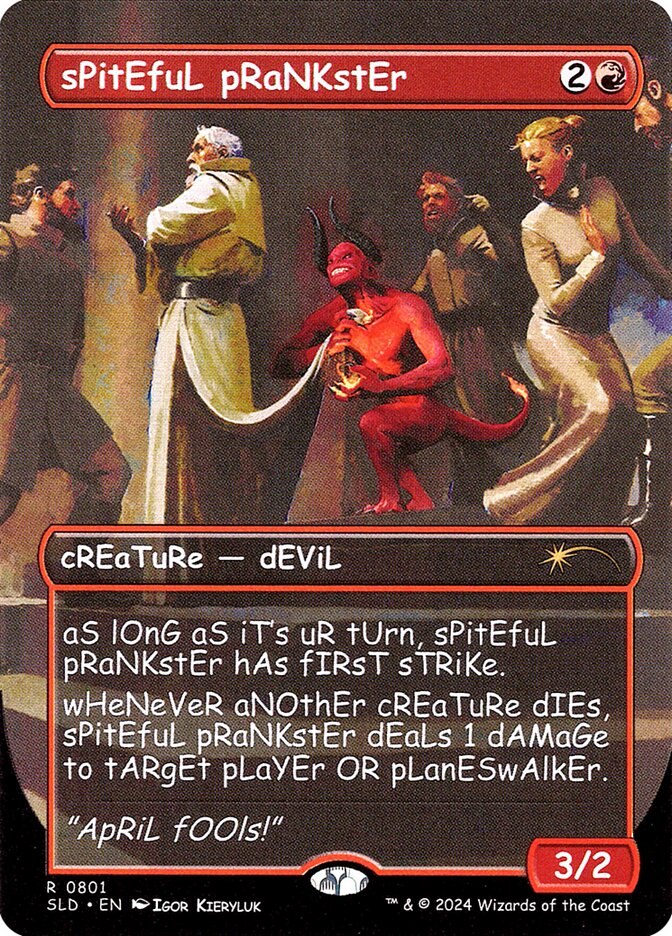 sPitEfuL pRaNKstEr 2
cREaTuRe — dEViL
aS lOnG aS iT's uR tUrn, sPitEfuL
pRaNKstEr hAs fIRsT sTRiKe.
wHeNeVeR aNOthEr cREaTuRe dIEs,
sPitEfuL pRaNKstEr dEaLs 1 dAMaGe
to tARgEt pLaYEr OR pLanESwAlkEr.
"ApRiL fOOls!"
3/2
R 0801
SLD • EN Igor Kieryluk
™ & © 2024 Wizards of the Coast